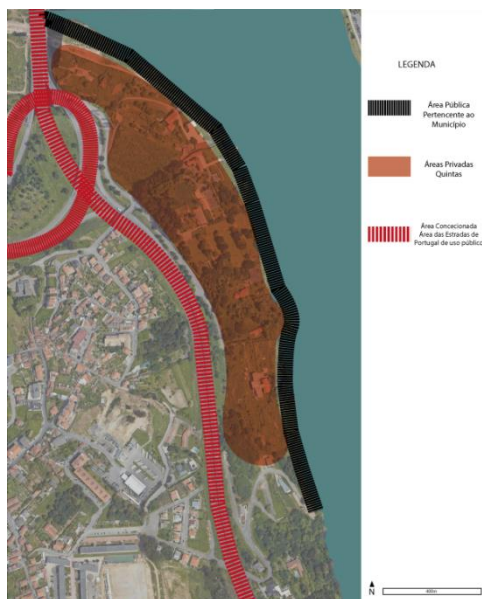 LEGENDA
Área Pública
Pertencente ao
Município
Áreas Privadas
Quintas
Área Concecionada
Área das Estradas de
Portugal de uso público
N
400m